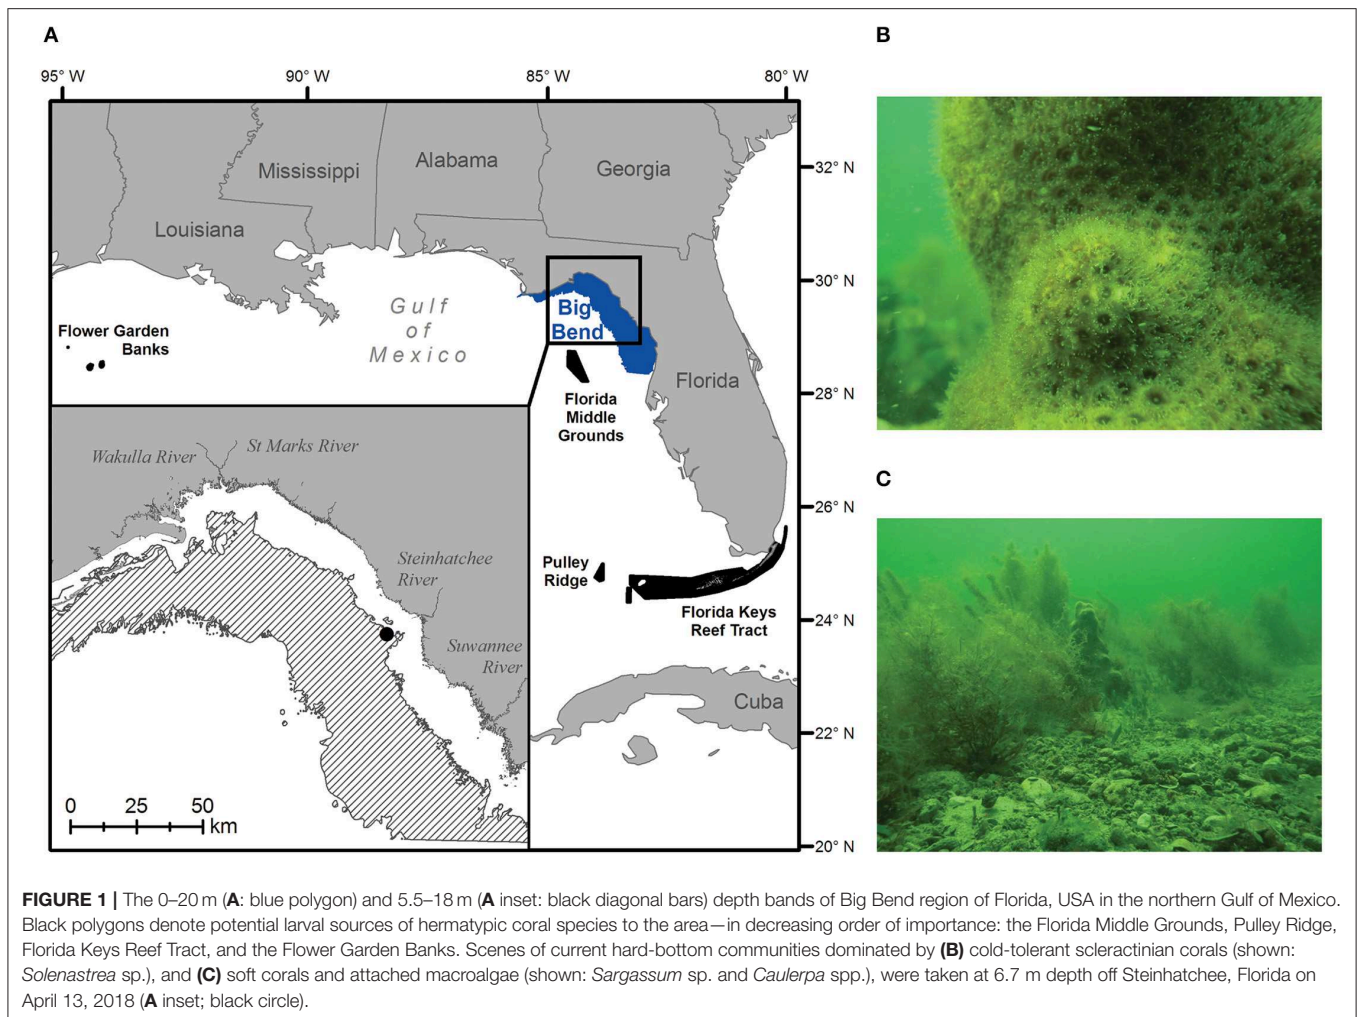 A
B
95° W
90° W
85° W
80° W
32° N
Mississippi
Alabama
Georgia
Louisiana
30° N
Gulf
of
Mexico
Big
Bend
Flower Garden
Banks
Florida
28° N
Florida
Middle
Grounds
Wakulla River
St Marks River
C
26° N
Steinhatchee
River
Pulley
Ridge
Florida Keys
Reef Tract
24° N
Suwannee
River
Cuba
22° N
0 25 50
km
20° N
FIGURE 1 | The 0–20 m (A: blue polygon) and 5.5–18 m (A inset: black diagonal bars) depth bands of Big Bend region of Florida, USA in the northern Gulf of Mexico.
Black polygons denote potential larval sources of hermatypic coral species to the area—in decreasing order of importance: the Florida Middle Grounds, Pulley Ridge,
Florida Keys Reef Tract, and the Flower Garden Banks. Scenes of current hard-bottom communities dominated by (B) cold-tolerant scleractinian corals (shown:
Solenastrea sp.), and (C) soft corals and attached macroalgae (shown: Sargassum sp. and Caulerpa spp.), were taken at 6.7 m depth off Steinhatchee, Florida on
April 13, 2018 (A inset; black circle).